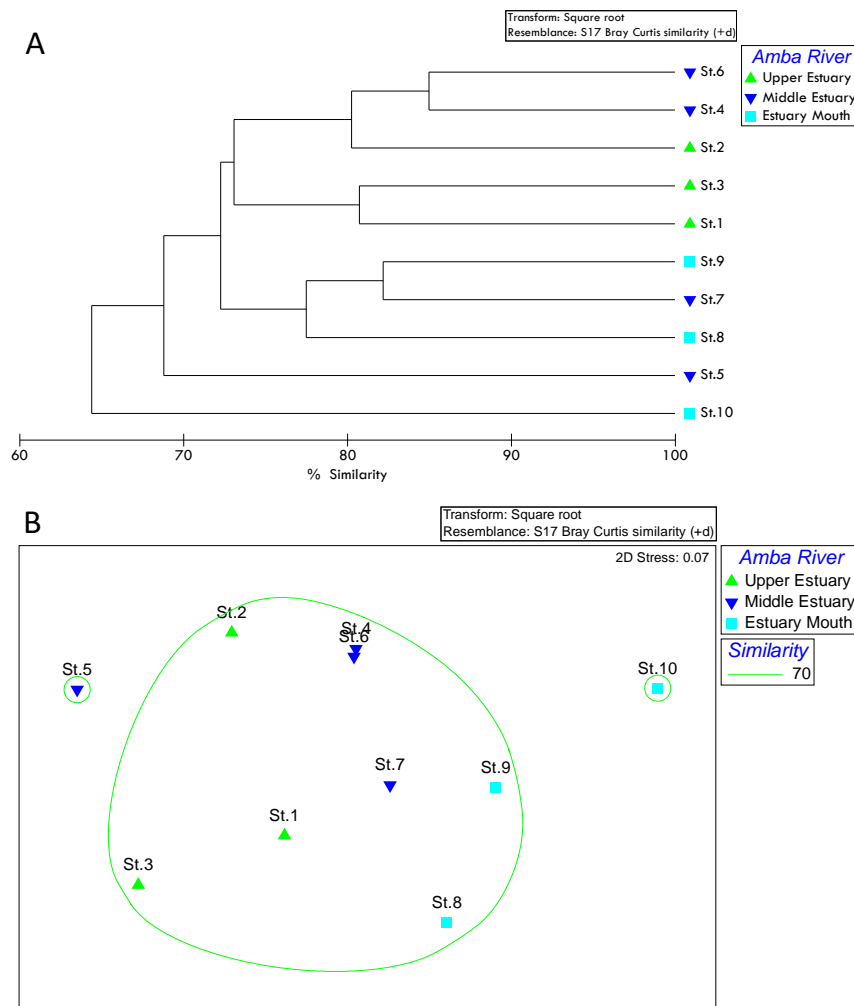 A
Transform: Square root
Resemblance: S17 Bray Curtis similarity (+d)
Amba River
Upper Estuary
Middle Estuary
Estuary Mouth
St.6
St.4
St.2
St.3
St.1
St.9
St.7
St.8
St.5
St.10
60 70 80 90 100
% Similarity
B
Transform: Square root
Resemblance: S17 Bray Curtis similarity (+d)
2D Stress: 0.07
Amba River
Upper Estuary
Middle Estuary
Estuary Mouth
Similarity
70
St.2
St.4
St.6
St.5
St.10
St.7
St.9
St.1
St.3
St.8